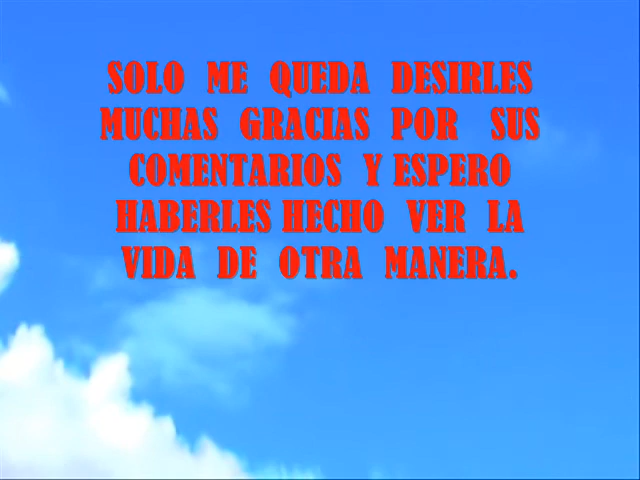 SOLO ME QUEDA DESIRLES
MUCHAS GRACIAS POR SUS
COMENTARIOS Y ESPERO
HABERLES HECHO VER LA
VIDA DE OTRA MANERA.